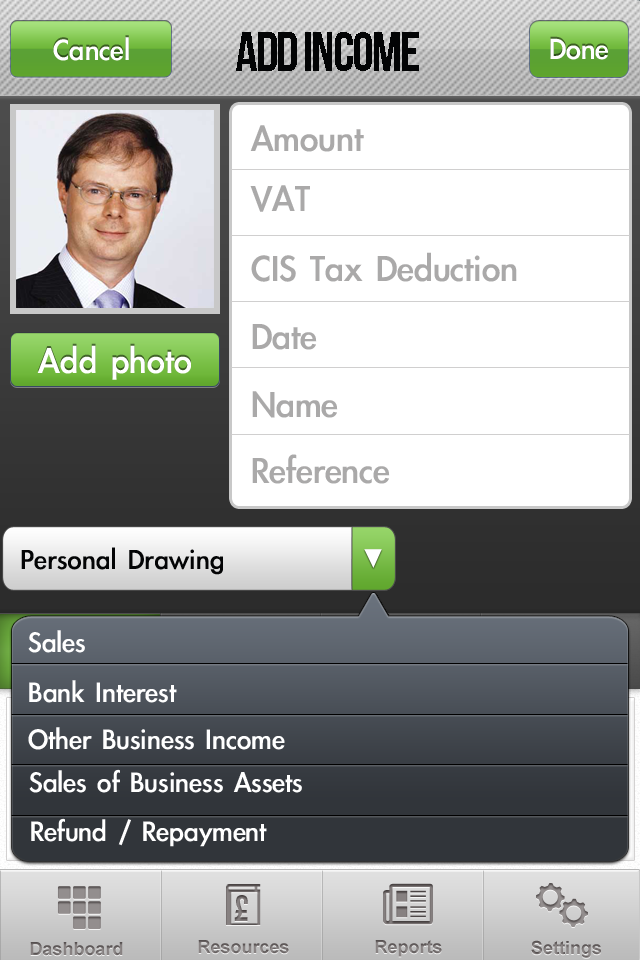 Cancel
ADD INCOME
Done
Amount
VAT
CIS Tax Deduction
Date
Name
Reference
Add photo
Personal Drawing
Sales
Bank Interest
Other Business Income
Sales of Business Assets
Refund / Repayment
£
Dashboard
Resources
Reports
Settings